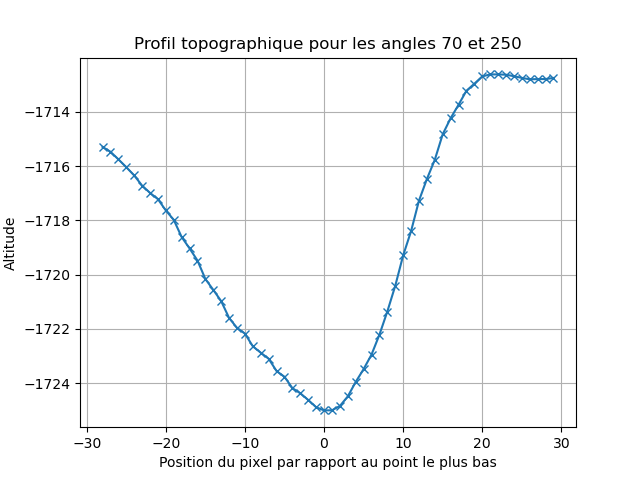 Profil topographique pour les angles 70 et 250
Altitude
−1714
−1716
−1718
−1720
−1722
−1724
−30 −20 −10 0 10 20 30
Position du pixel par rapport au point le plus bas